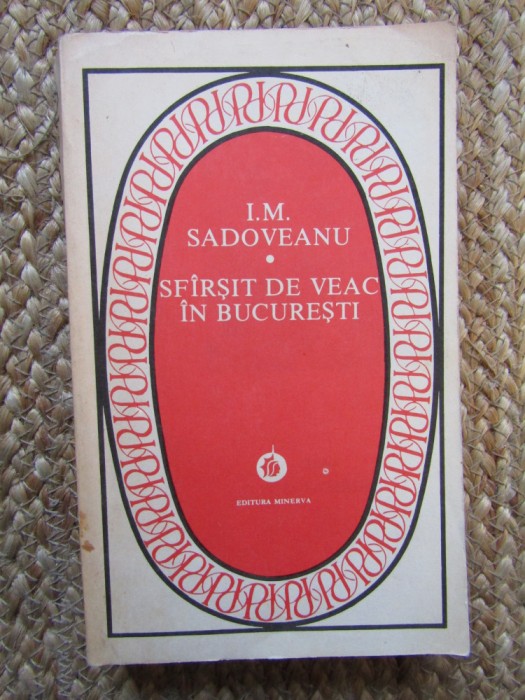 I.M.
SADOVEANU
•
SFÎRȘIT DE VEAC
ÎN BUCUREȘTI
EDITURA MINERVA